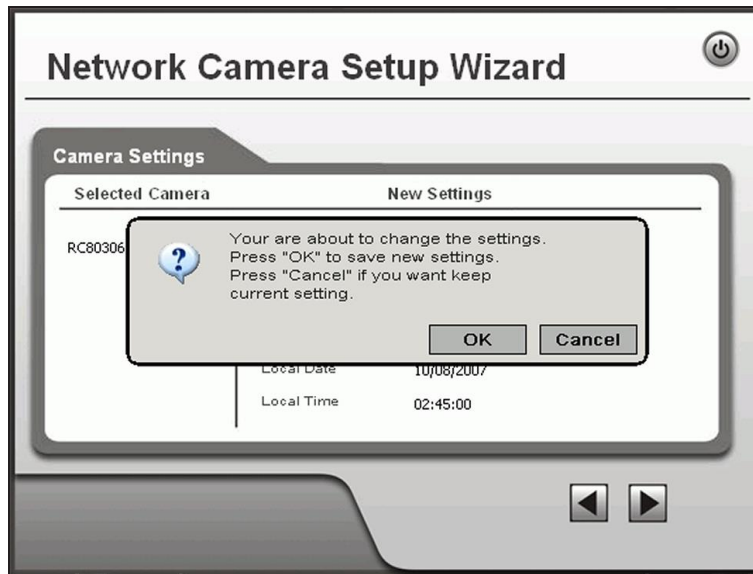 Network Camera Setup Wizard
Camera Settings
Selected Camera New Settings
RC80306
Your are about to change the settings.
Press "OK" to save new settings.
Press "Cancel" if you want keep
current setting.
OK Cancel
Local Date 10/08/2007
Local Time 02:45:00